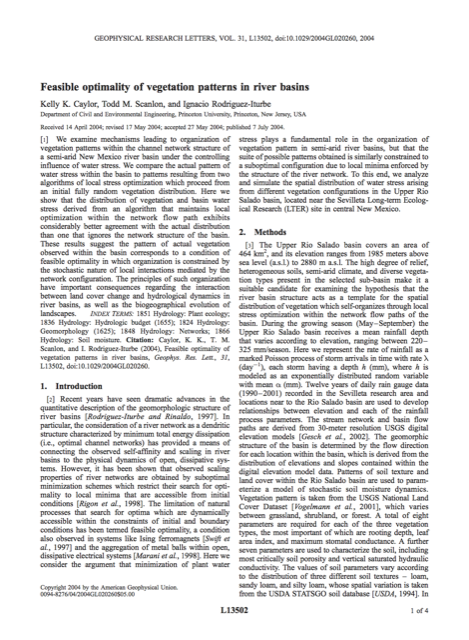 GEOPHYSICAL RESEARCH LETTERS, VOL. 31, L13502, doi:10.1029/2004GL020260, 2004
Feasible optimality of vegetation patterns in river basins
Kelly K. Caylor, Todd M. Scanlon, and Ignacio Rodriguez-Iturbe
Department of Civil and Environmental Engineering, Princeton University, Princeton, New Jersey, USA
Received 14 April 2004; revised 17 May 2004; accepted 27 May 2004; published 7 July 2004.
[1] We examine mechanisms leading to organization of
vegetation patterns within the channel network structure of
a semi-arid New Mexico river basin under the controlling
influence of water stress. We compare the actual pattern of
water stress within the basin to patterns resulting from two
algorithms of local stress optimization which proceed from
an initial fully random vegetation distribution. Here we
show that the distribution of vegetation and basin water
stress derived from an algorithm that maintains local
optimization within the network flow path exhibits
considerably better agreement with the actual distribution
than one that ignores the network structure of the basin.
These results suggest the pattern of actual vegetation
observed within the basin corresponds to a condition of
feasible optimality in which organization is constrained by
the stochastic nature of local interactions mediated by the
network configuration. The principles of such organization
have important consequences regarding the interaction
between land cover change and hydrological dynamics in
river basins, as well as the biogeographical evolution of
landscapes. INDEX TERMS: 1851 Hydrology: Plant ecology;
1836 Hydrology: Hydrologic budget (1655); 1824 Hydrology:
Geomorphology (1625); 1848 Hydrology: Networks; 1866
Hydrology: Soil moisture. Citation: Caylor, K. K., T. M.
Scanlon, and I. Rodriguez-Iturbe (2004), Feasible optimality of
vegetation patterns in river basins, Geophys. Res. Lett., 31,
L13502, doi:10.1029/2004GL020260.
1. Introduction
[2] Recent years have seen dramatic advances in the
quantitative description of the geomorphologic structure of
river basins [Rodriguez-Iturbe and Rinaldo, 1997]. In
particular, the consideration of a river network as a dendritic
structure characterized by minimum total energy dissipation
(i.e., optimal channel networks) has provided a means of
connecting the observed self-affinity and scaling in river
basins to the physical dynamics of open, dissipative sys-
tems. However, it has been shown that observed scaling
properties of river networks are obtained by suboptimal
minimization schemes which restrict their search for opti-
mality to local minima that are accessible from initial
conditions [Rigon et al., 1998]. The limitation of natural
processes that search for optima which are dynamically
accessible within the constraints of initial and boundary
conditions has been termed feasible optimality, a condition
also observed in systems like Ising ferromagnets [Swift et
al., 1997] and the aggregation of metal balls within open,
dissipative electrical systems [Marani et al., 1998]. Here we
consider the argument that minimization of plant water
stress plays a fundamental role in the organization of
vegetation pattern in semi-arid river basins, but that the
suite of possible patterns obtained is similarly constrained to
a suboptimal configuration due to local minima enforced by
the structure of the river network. To this end, we analyze
and simulate the spatial distribution of water stress arising
from different vegetation configurations in the Upper Rio
Salado basin, located near the Sevilleta Long-term Ecolog-
ical Research (LTER) site in central New Mexico.
2. Methods
[3] The Upper Rio Salado basin covers an area of
464 km², and its elevation ranges from 1985 meters above
sea level (a.s.l.) to 2880 m a.s.l. The high degree of relief,
heterogeneous soils, semi-arid climate, and diverse vegeta-
tion types present in the selected sub-basin make it a
suitable candidate for examining the hypothesis that the
river basin structure acts as a template for the spatial
distribution of vegetation which self-organizes through local
stress optimization within the network flow paths of the
basin. During the growing season (May–September) the
Upper Rio Salado basin receives a mean rainfall depth
that varies according to elevation, ranging between 220–
325 mm/season. Here we represent the rate of rainfall as a
marked Poisson process of storm arrivals in time with rate λ
(day⁻¹), each storm having a depth h (mm), where h is
modeled as an exponentially distributed random variable
with mean α (mm). Twelve years of daily rain gauge data
(1990–2001) recorded in the Sevilleta research area and
locations near to the Rio Salado basin are used to develop
relationships between elevation and each of the rainfall
process parameters. The stream network and basin flow
paths are derived from 30-meter resolution USGS digital
elevation models [Gesch et al., 2002]. The geomorphic
structure of the basin is determined by the flow direction
for each location within the basin, which is derived from the
distribution of elevations and slopes contained within the
digital elevation model data. Patterns of soil texture and
land cover within the Rio Salado basin are used to param-
eterize a model of stochastic soil moisture dynamics.
Vegetation pattern is taken from the USGS National Land
Cover Dataset [Vogelmann et al., 2001], which varies
between grassland, shrubland, or forest. A total of eight
parameters are required for each of the three vegetation
types, the most important of which are rooting depth, leaf
area index, and maximum stomatal conductance. A further
seven parameters are used to characterize the soil, including
most critically soil porosity and vertical saturated hydraulic
conductivity. The values of soil parameters vary according
to the distribution of three different soil textures – loam,
sandy loam, and silty loam, whose spatial variation is taken
from the USDA STATSGO soil database [USDA, 1994]. In
Copyright 2004 by the American Geophysical Union.
0094-8276/04/2004GL020260$05.00
L13502
1 of 4